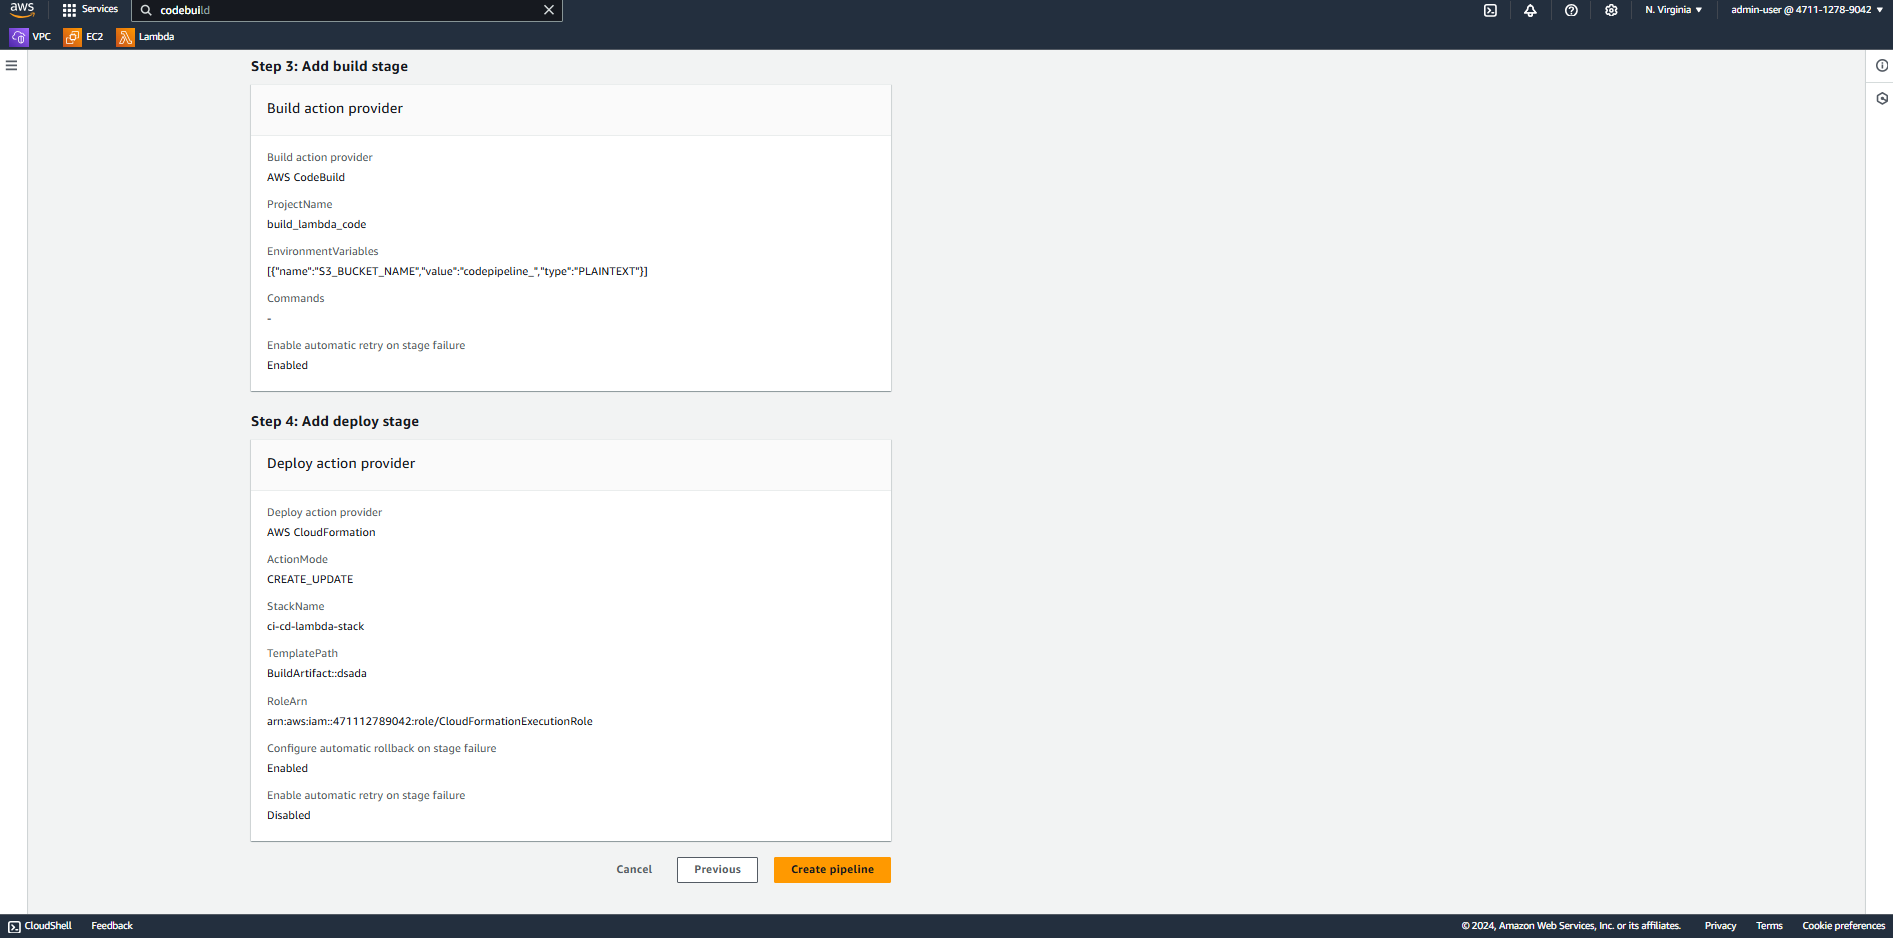 aws
Services
codebuild
N. Virginia ▼
admin-user @ 4711-1278-9042 ▼
VPC
EC2
Lambda
Step 3: Add build stage
Build action provider
Build action provider
AWS CodeBuild
ProjectName
build_lambda_code
EnvironmentVariables
[{"name":"S3_BUCKET_NAME","value":"codepipeline_","type":"PLAINTEXT"}]
Commands
-
Enable automatic retry on stage failure
Enabled
Step 4: Add deploy stage
Deploy action provider
Deploy action provider
AWS CloudFormation
ActionMode
CREATE_UPDATE
StackName
ci-cd-lambda-stack
TemplatePath
BuildArtifact::dsada
RoleArn
arn:aws:iam::471112789042:role/CloudFormationExecutionRole
Configure automatic rollback on stage failure
Enabled
Enable automatic retry on stage failure
Disabled
Cancel
Previous
Create pipeline
CloudShell
Feedback
© 2024, Amazon Web Services, Inc. or its affiliates.
Privacy
Terms
Cookie preferences